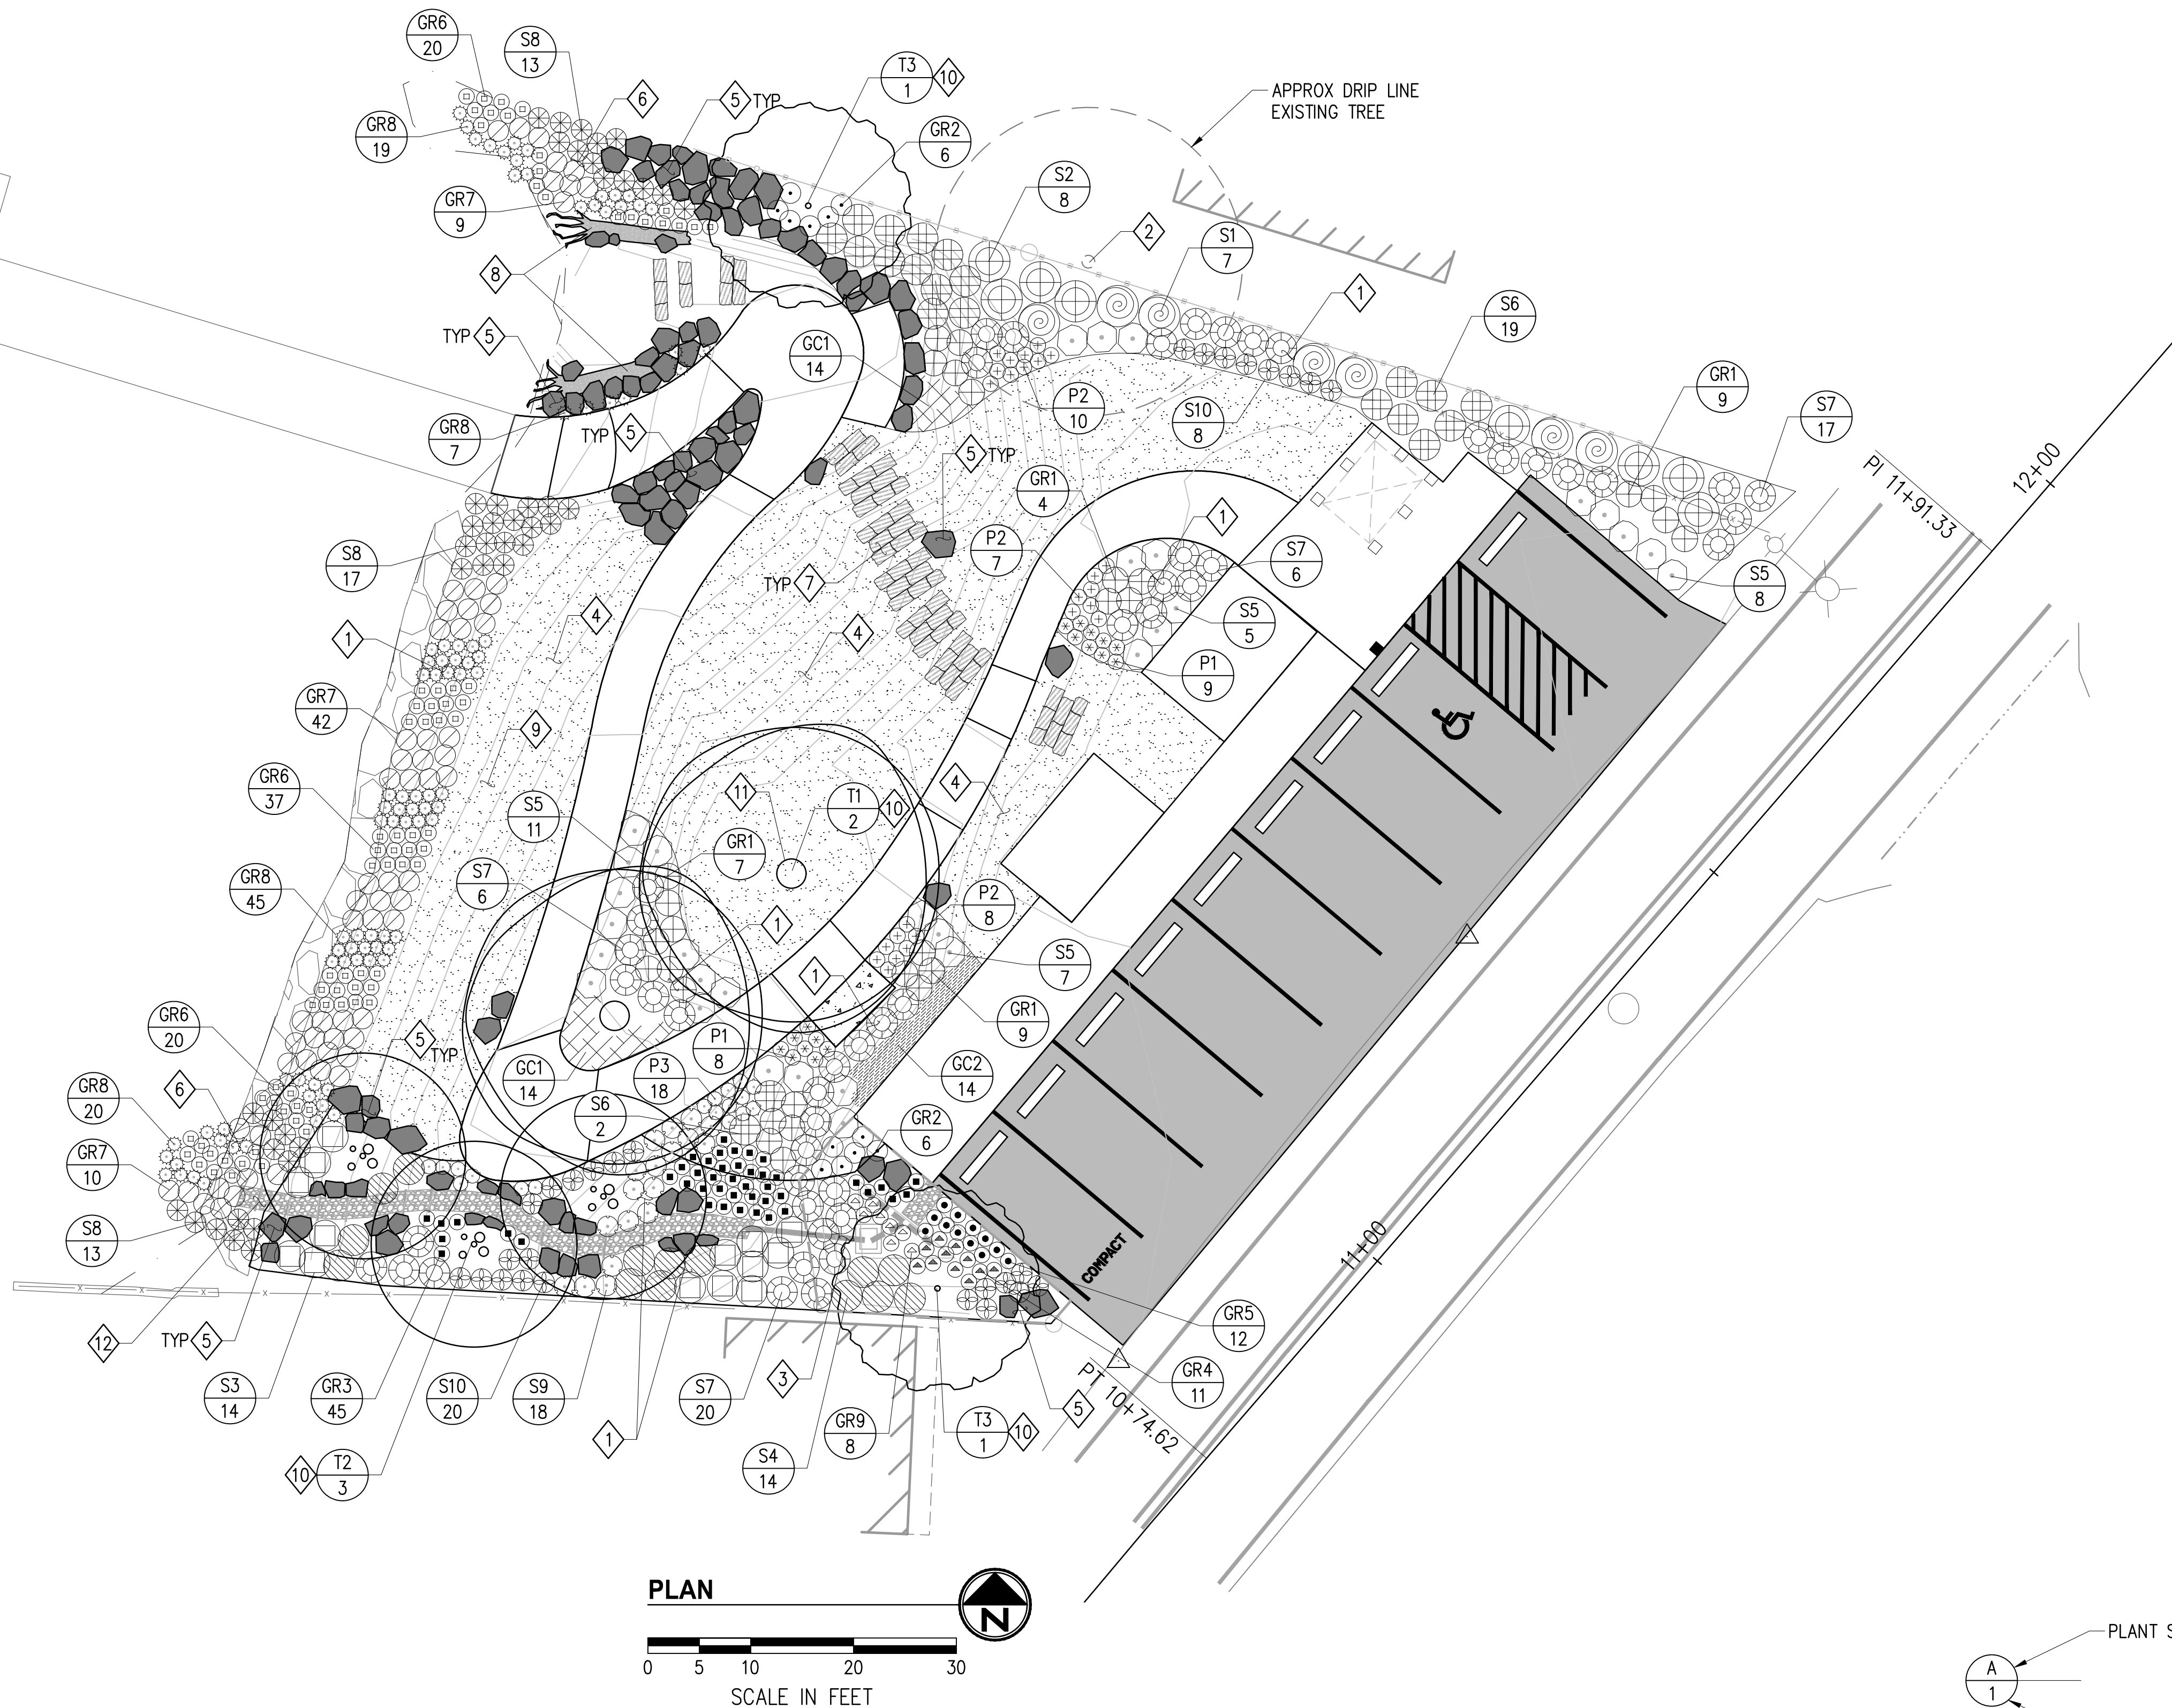 GR6
20
S8
13
6
5 TYP
T3
1
10
APPROX DRIP LINE
EXISTING TREE
GR8
19
GR2
6
S2
8
GR7
9
2
S1
7
8
1
S6
19
TYP 5
GC1
14
GR1
9
P2
10
S10
8
S7
17
GR8
7
TYP 5
5 TYP
PI 11+91.33
12+00
GR1
4
1
S8
17
P2
7
S7
6
TYP 7
S5
8
1
4
4
S5
5
P1
9
GR7
42
9
GR6
37
11
T1
2
10
4
S5
11
GR1
7
GR8
45
S7
6
P2
8
1
S5
7
1
GR6
20
5
TYP
P1
8
GR1
9
GC1
14
P3
18
GC2
14
GR8
20
6
S6
2
GR2
6
GR7
10
S8
13
COMPACT
11+00
12
TYP 5
GR5
12
S3
14
GR3
45
S10
20
S9
18
S7
20
3
GR4
11
PT 10+74.62
5
1
GR9
8
T3
1
10
S4
14
10
T2
3
PLAN
N
0 5 10 20 30
SCALE IN FEET
PLANT S
A
1